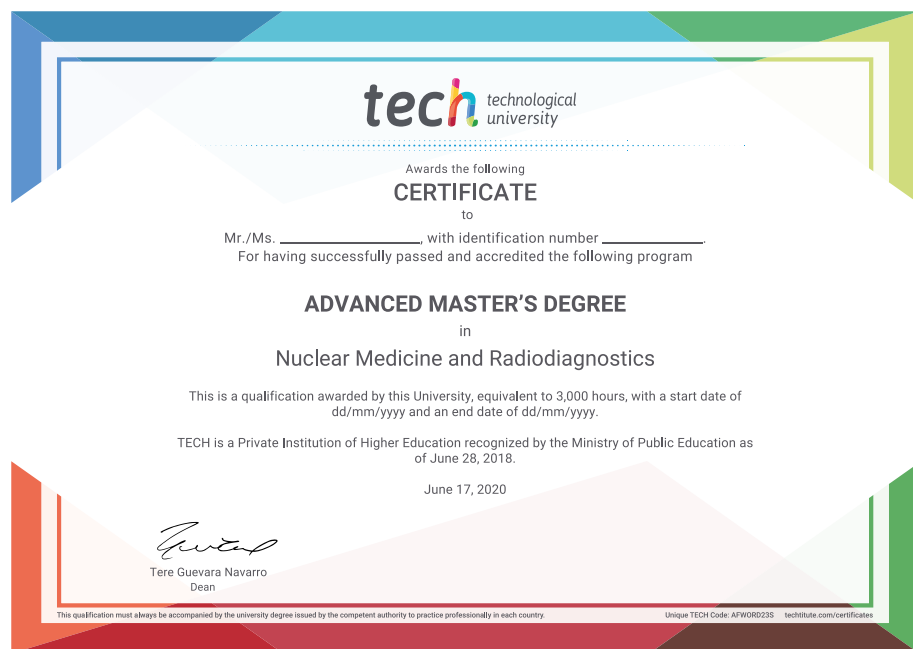 tech technological
university
Awards the following
CERTIFICATE
to
Mr./Ms. ____________________, with identification number ______________.
For having successfully passed and accredited the following program
ADVANCED MASTER'S DEGREE
in
Nuclear Medicine and Radiodiagnostics
This is a qualification awarded by this University, equivalent to 3,000 hours, with a start date of
dd/mm/yyyy and an end date of dd/mm/yyyy.
TECH is a Private Institution of Higher Education recognized by the Ministry of Public Education as
of June 28, 2018.
June 17, 2020
Tere Guevara Navarro
Dean
This qualification must always be accompanied by the university degree issued by the competent authority to practice professionally in each country.
Unique TECH Code: AFWORD23S techtitute.com/certificates